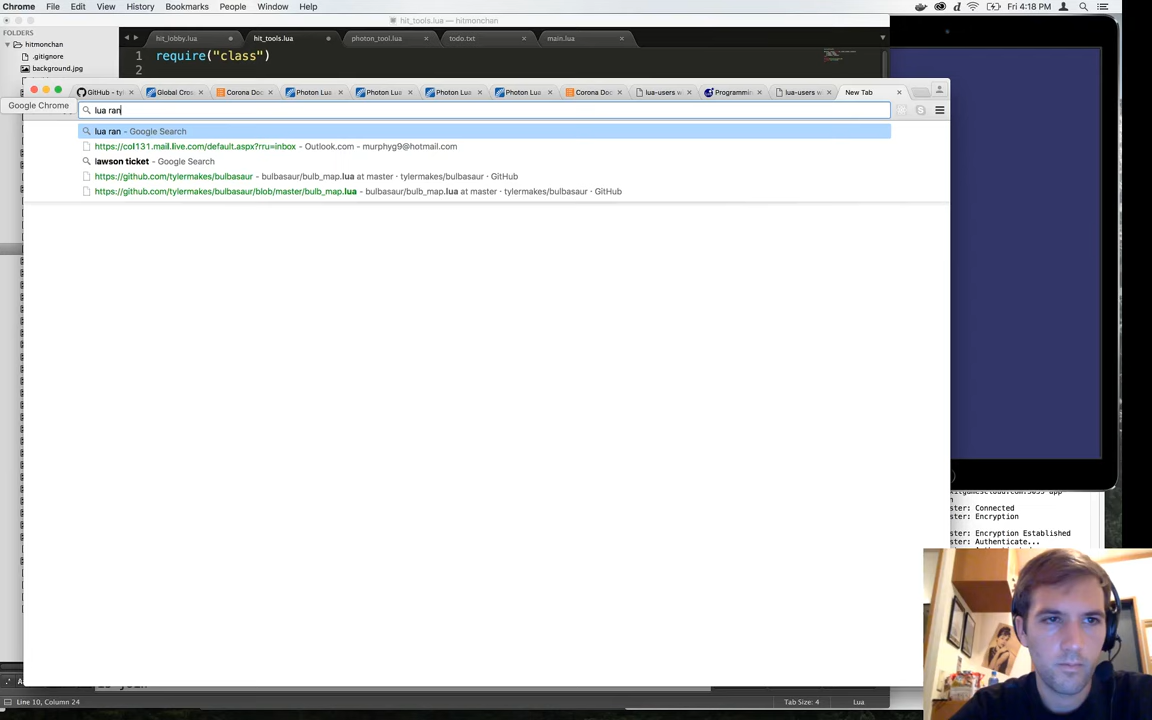 Chrome File Edit View History Bookmarks People Window Help Fri 4:18 PM
hit_tools.lua — hitmonchan
FOLDERS
hitmonchan
.gitignore
background.jpg
hit_lobby.lua hit_tools.lua photon_tool.lua todo.txt main.lua
1 require("class")
2
GitHub - tyl Global Cros Corona Doc Photon Lua Photon Lua Photon Lua Photon Lua Corona Doc lua-users w Programmin lua-users w New Tab
Google Chrome
lua ran
lua ran - Google Search
https://col131.mail.live.com/default.aspx?rru=inbox - Outlook.com - murphyg9@hotmail.com
lawson ticket - Google Search
https://github.com/tylermakes/bulbasaur - bulbasaur/bulb_map.lua at master · tylermakes/bulbasaur · GitHub
https://github.com/tylermakes/bulbasaur/blob/master/bulb_map.lua - bulbasaur/bulb_map.lua at master · tylermakes/bulbasaur · GitHub
ster: Connected
ster: Encryption
ster: Encryption Established
ster: Authenticate...
Line 10, Column 24 Tab Size: 4 Lua